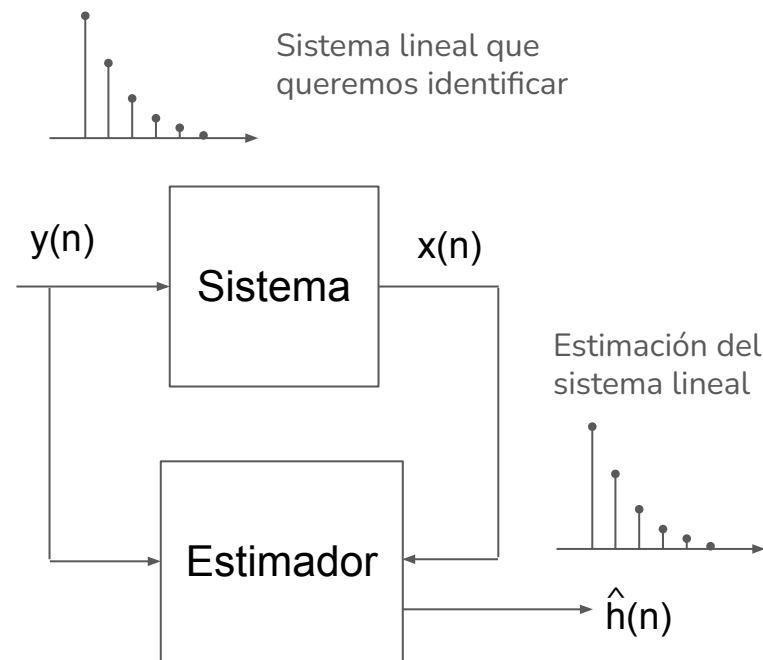 Sistema lineal que
queremos identificar
y(n)
x(n)
Sistema
Estimación del
sistema lineal
Estimador
ĥ(n)